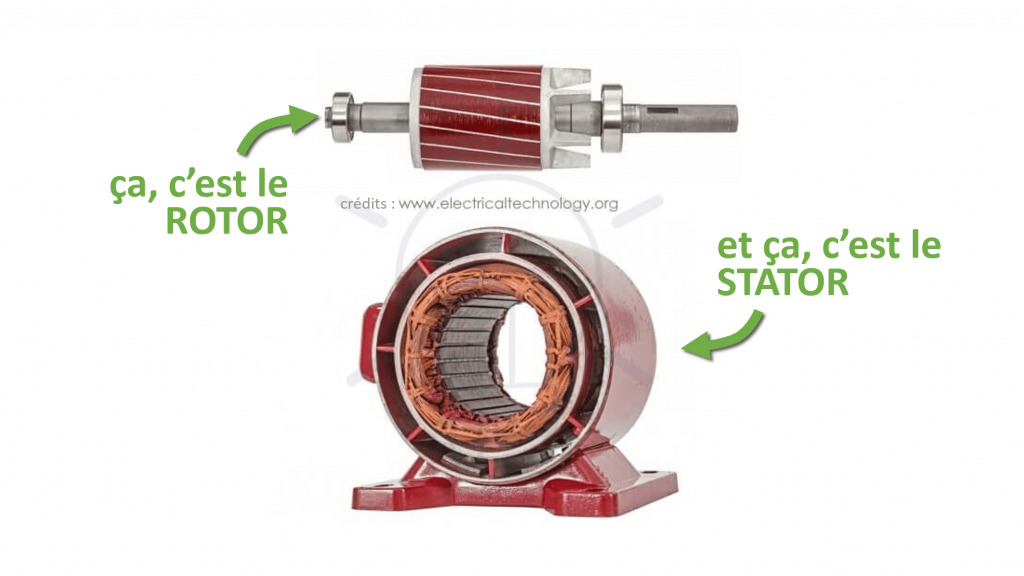 ça, c’est le
ROTOR
crédits : www.electricaltechnology.org
et ça, c’est le
STATOR